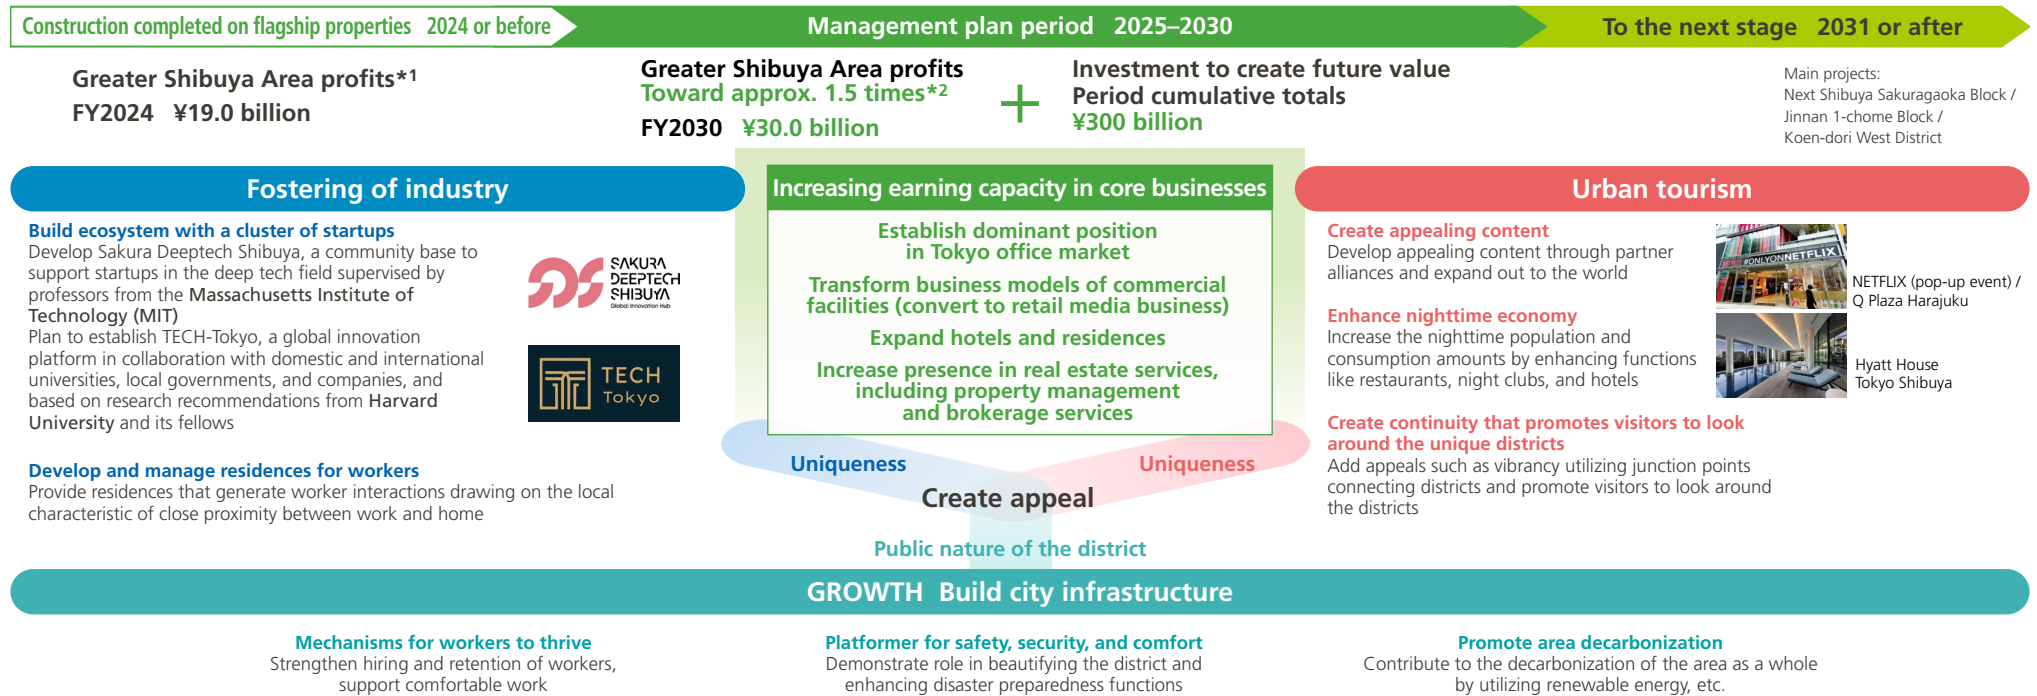 Construction completed on flagship properties 2024 or before
Management plan period 2025–2030
To the next stage 2031 or after
Greater Shibuya Area profits*1
FY2024 ¥19.0 billion
Greater Shibuya Area profits
Toward approx. 1.5 times*2
FY2030 ¥30.0 billion
+
Investment to create future value
Period cumulative totals
¥300 billion
Main projects:
Next Shibuya Sakuragaoka Block /
Jinnan 1-chome Block /
Koen-dori West District
Fostering of industry
Build ecosystem with a cluster of startups
Develop Sakura Deeptech Shibuya, a community base to
support startups in the deep tech field supervised by
professors from the Massachusetts Institute of
Technology (MIT)
Plan to establish TECH-Tokyo, a global innovation
platform in collaboration with domestic and international
universities, local governments, and companies, and
based on research recommendations from Harvard
University and its fellows
SAKURA
DEEPTECH
SHIBUYA
Global Innovation Hub
TECH
Tokyo
Develop and manage residences for workers
Provide residences that generate worker interactions drawing on the local
characteristic of close proximity between work and home
Increasing earning capacity in core businesses
Establish dominant position
in Tokyo office market
Transform business models of commercial
facilities (convert to retail media business)
Expand hotels and residences
Increase presence in real estate services,
including property management
and brokerage services
Uniqueness
Uniqueness
Create appeal
Public nature of the district
Urban tourism
Create appealing content
Develop appealing content through partner
alliances and expand out to the world
Enhance nighttime economy
Increase the nighttime population and
consumption amounts by enhancing functions
like restaurants, night clubs, and hotels
Create continuity that promotes visitors to look
around the unique districts
Add appeals such as vibrancy utilizing junction points
connecting districts and promote visitors to look around
the districts
#ONLYONNETFLIX
NETFLIX (pop-up event) /
Q Plaza Harajuku
Hyatt House
Tokyo Shibuya
GROWTH Build city infrastructure
Mechanisms for workers to thrive
Strengthen hiring and retention of workers,
support comfortable work
Platformer for safety, security, and comfort
Demonstrate role in beautifying the district and
enhancing disaster preparedness functions
Promote area decarbonization
Contribute to the decarbonization of the area as a whole
by utilizing renewable energy, etc.